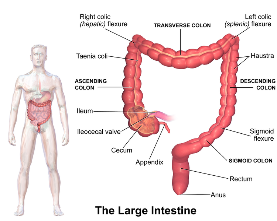 Right colic
(hepatic) flexure
TRANSVERSE COLON
Left colic
(splenic) flexure
Taenia coli
Haustra
ASCENDING
COLON
DESCENDING
COLON
Ileum
Ileocecal valve
Cecum
Appendix
Sigmoid
flexure
SIGMOID COLON
Rectum
Anus
The Large Intestine